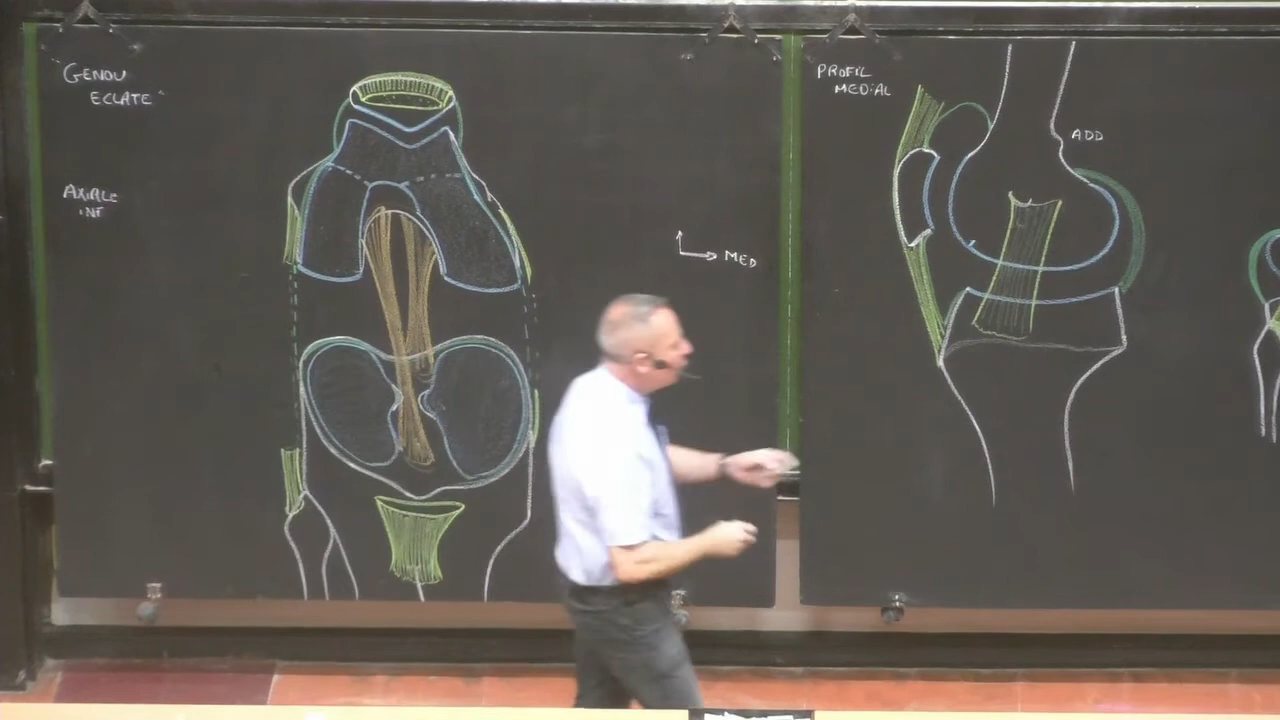 "GENOU
ECLATE"
AXIALE
INF
MED
PROFIL
MEDIAL
ADD